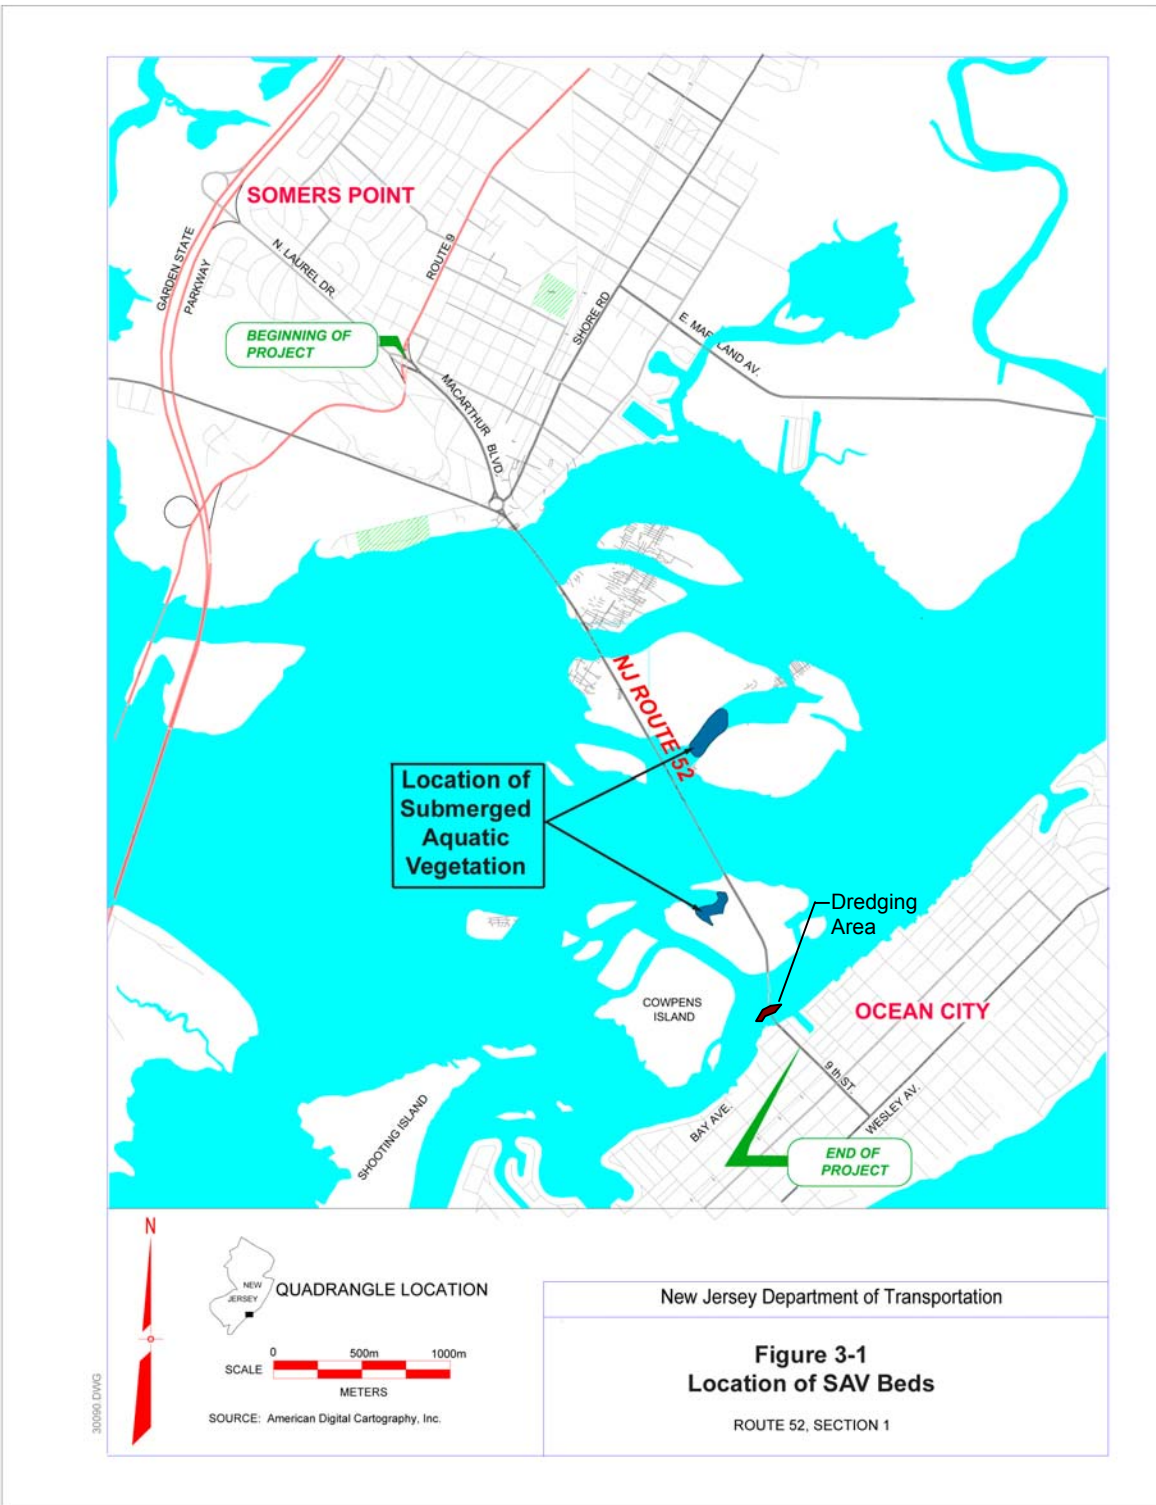 SOMERS POINT
GARDEN STATE
PARKWAY
N. LAUREL DR.
ROUTE 9
SHORE RD
E. MARYLAND AV.
BEGINNING OF
PROJECT
MACARTHUR BLVD.
NJ ROUTE 52
Location of
Submerged
Aquatic
Vegetation
Dredging
Area
COWPENS
ISLAND
OCEAN CITY
9 th ST.
WESLEY AV.
BAY AVE.
SHOOTING ISLAND
END OF
PROJECT
N
NEW
JERSEY
QUADRANGLE LOCATION
SCALE
0 500m 1000m
METERS
SOURCE: American Digital Cartography, Inc.
30090.DWG
New Jersey Department of Transportation
Figure 3-1
Location of SAV Beds
ROUTE 52, SECTION 1